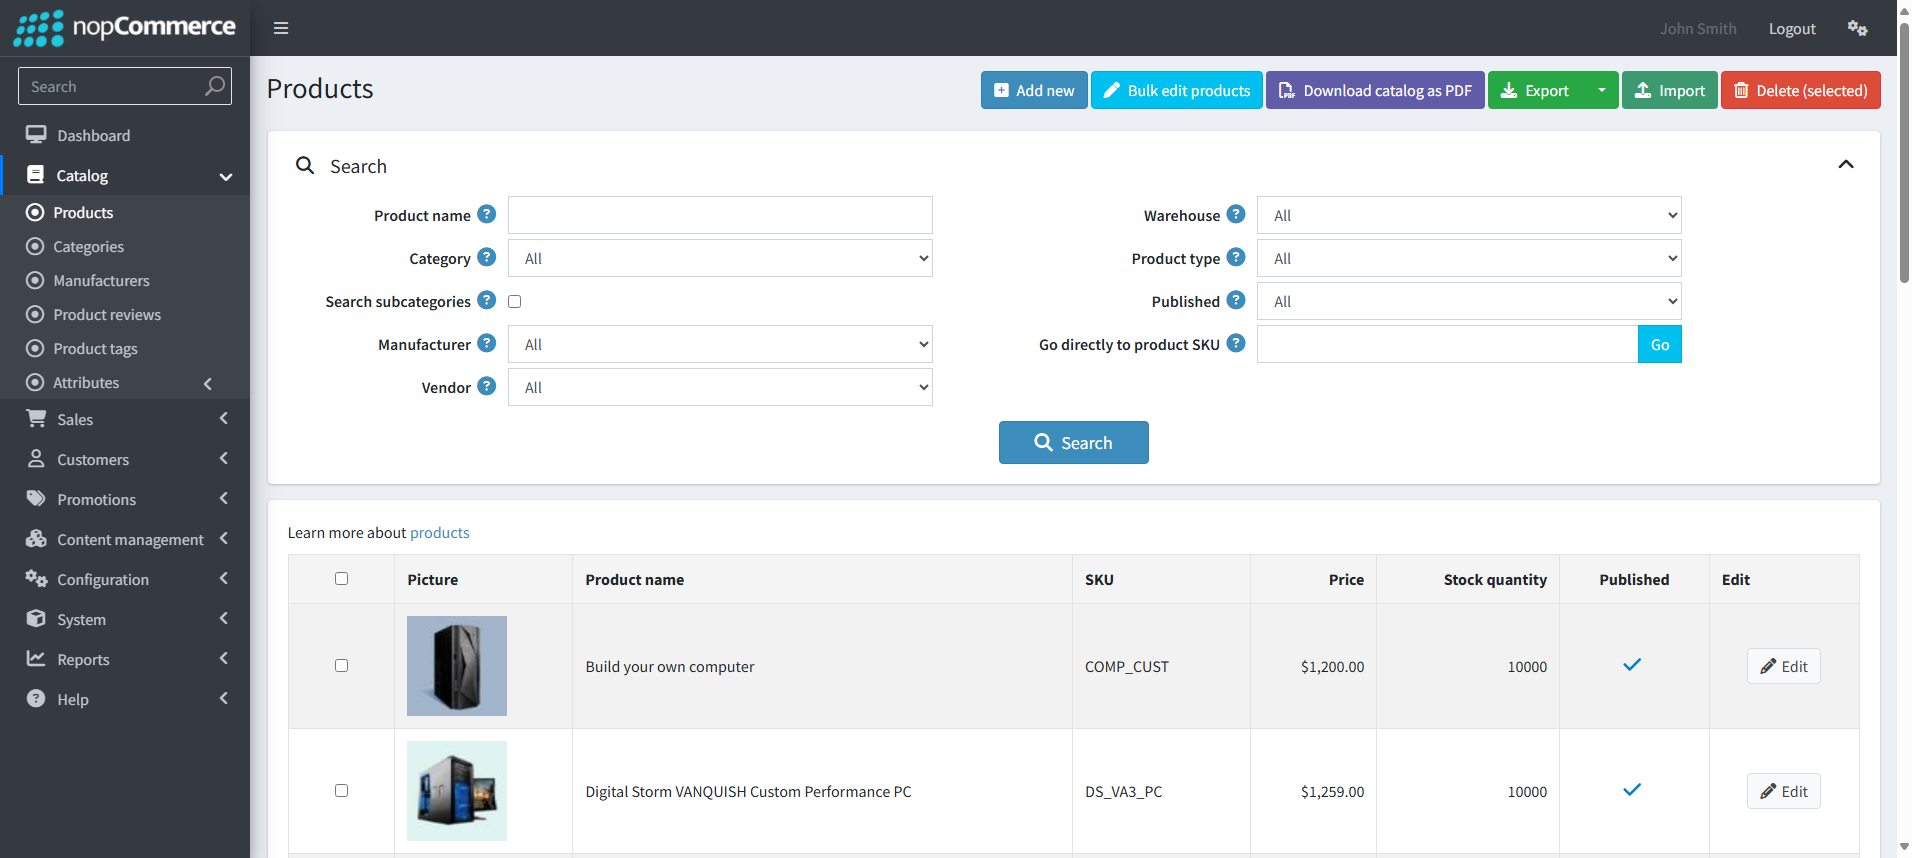 nopCommerce
John Smith
Logout
Search
Dashboard
Catalog
Products
Categories
Manufacturers
Product reviews
Product tags
Attributes
Sales
Customers
Promotions
Content management
Configuration
System
Reports
Help
Products
Add new
Bulk edit products
Download catalog as PDF
Export
Import
Delete (selected)
Search
Product name ?
Category ? All
Search subcategories ?
Manufacturer ? All
Vendor ? All
Warehouse ? All
Product type ? All
Published ? All
Go directly to product SKU ? Go
Search
Learn more about products
Picture Product name SKU Price Stock quantity Published Edit
Build your own computer COMP_CUST $1,200.00 10000 Edit
Digital Storm VANQUISH Custom Performance PC DS_VA3_PC $1,259.00 10000 Edit